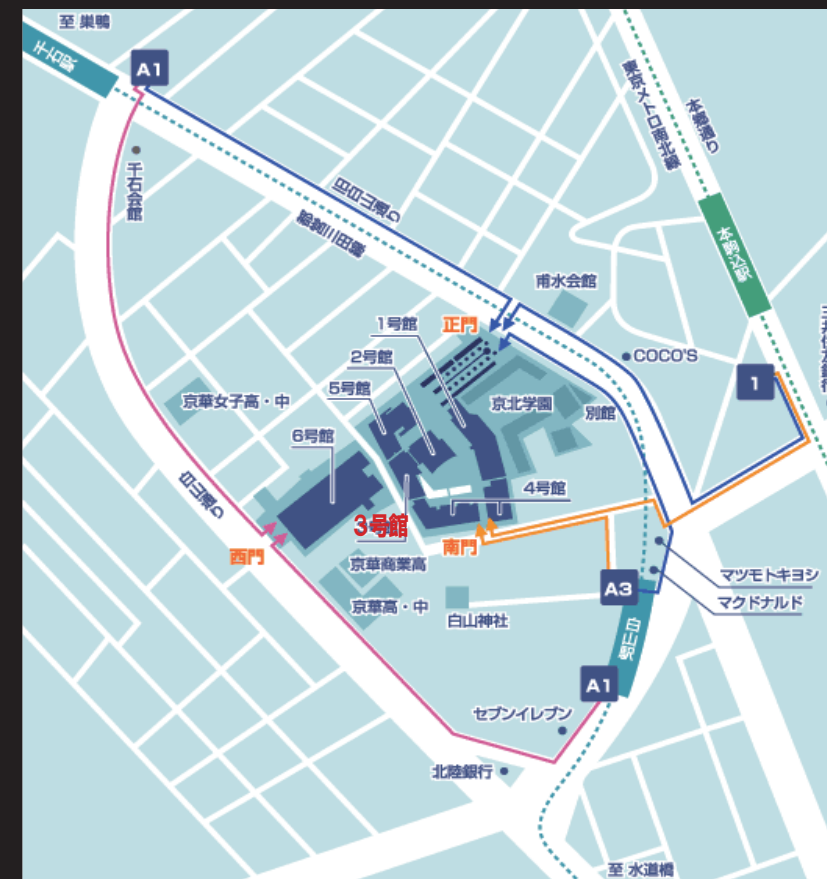 至 巣鴨
千石駅
A1
千石会館
旧白山通り
都営三田線
東京メトロ南北線
本郷通り
本駒込駅
甫水会館
1号館
正門
2号館
COCO'S
5号館
1
京華女子高・中
京北学園
別館
6号館
白山通り
4号館
3号館
西門
南門
京華商業高
マツモトキヨシ
A3
マクドナルド
京華高・中
白山神社
白山駅
A1
セブンイレブン
北陸銀行
至 水道橋